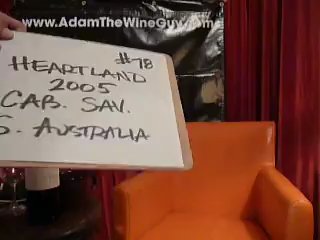 www.AdamTheWineGuy.com
#78
HEARTLAND
2005
CAB. SAV.
S. AUSTRALIA